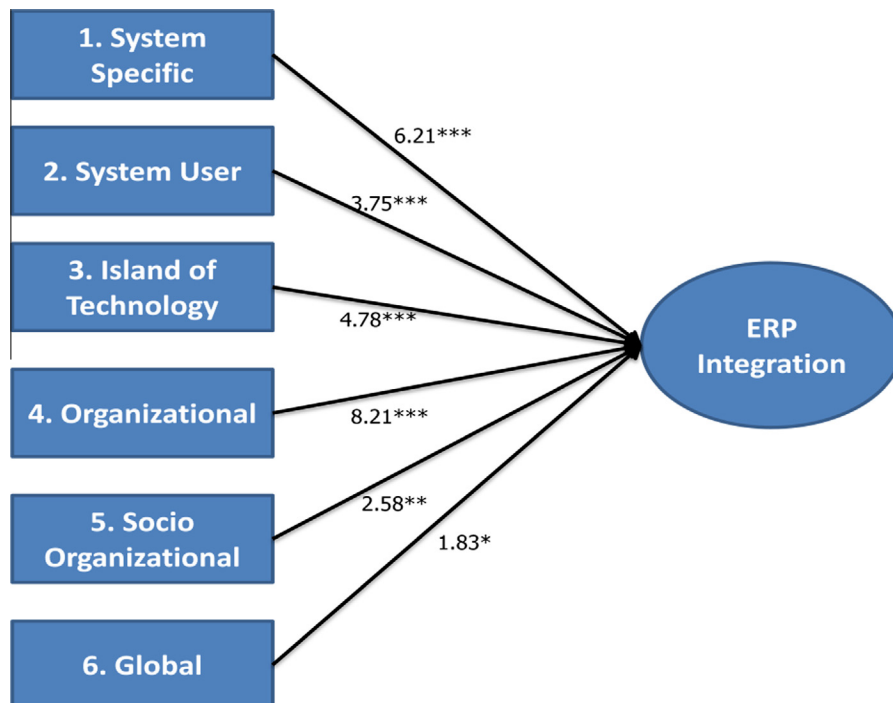 1. System
Specific
6.21***
2. System User
3.75***
3. Island of
Technology
4.78***
ERP
Integration
4. Organizational
8.21***
2.58**
5. Socio
Organizational
1.83*
6. Global